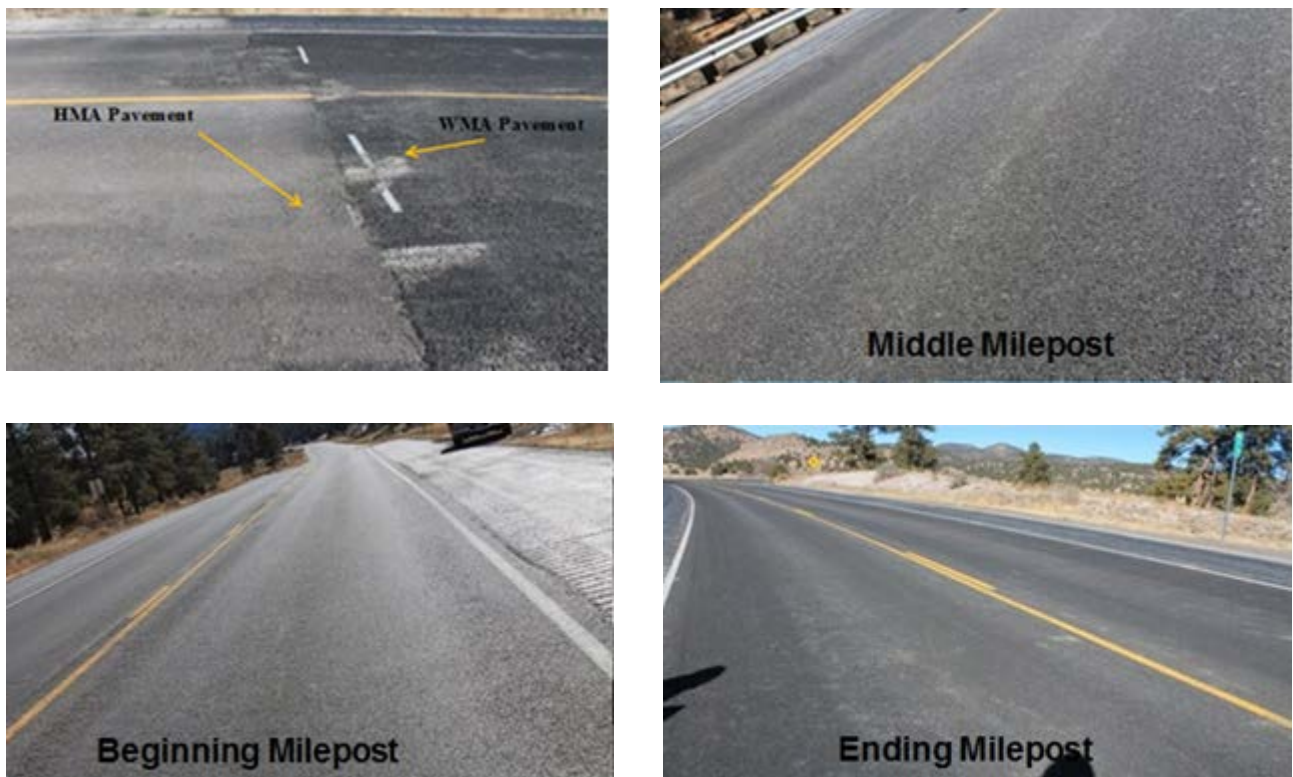 HMA Pavement
WMA Pavement
Middle Milepost
Beginning Milepost
Ending Milepost